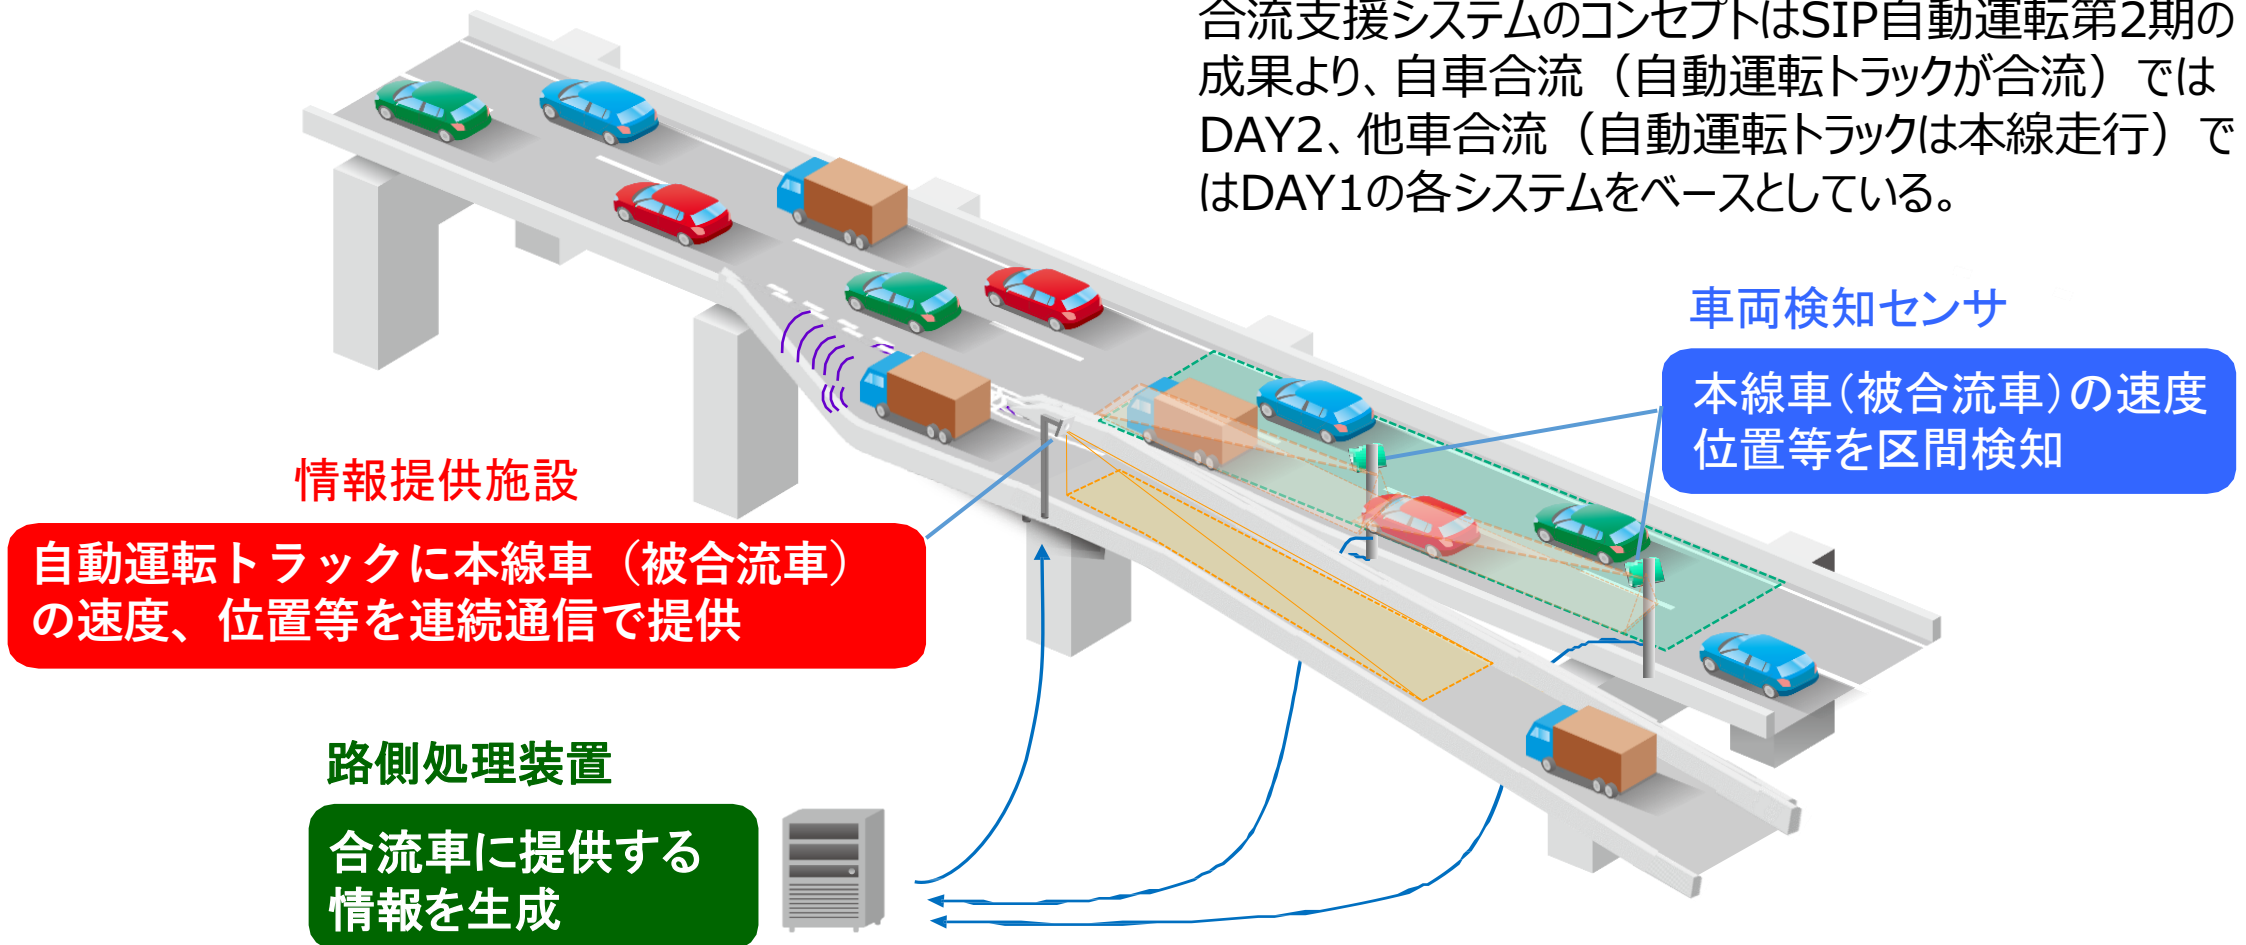 合流支援システムのコンセプトはSIP自動運転第2期の
成果より、自車合流（自動運転トラックが合流）では
DAY2、他車合流（自動運転トラックは本線走行）で
はDAY1の各システムをベースとしている。
車両検知センサ
本線車（被合流車）の速度
位置等を区間検知
情報提供施設
自動運転トラックに本線車（被合流車）
の速度、位置等を連続通信で提供
路側処理装置
合流車に提供する
情報を生成